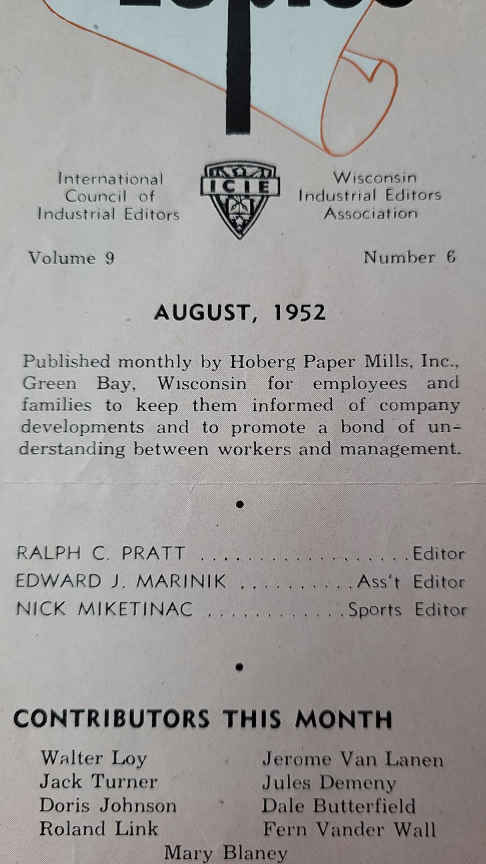 International
Council of
Industrial Editors
ICIE
Wisconsin
Industrial Editors
Association
Volume 9
Number 6
AUGUST, 1952
Published monthly by Hoberg Paper Mills, Inc.,
Green Bay, Wisconsin for employees and
families to keep them informed of company
developments and to promote a bond of un-
derstanding between workers and management.
RALPH C. PRATT ..................Editor
EDWARD J. MARINIK ..........Ass't Editor
NICK MIKETINAC ............Sports Editor
CONTRIBUTORS THIS MONTH
Walter Loy
Jack Turner
Doris Johnson
Roland Link
Jerome Van Lanen
Jules Demeny
Dale Butterfield
Fern Vander Wall
Mary Blaney